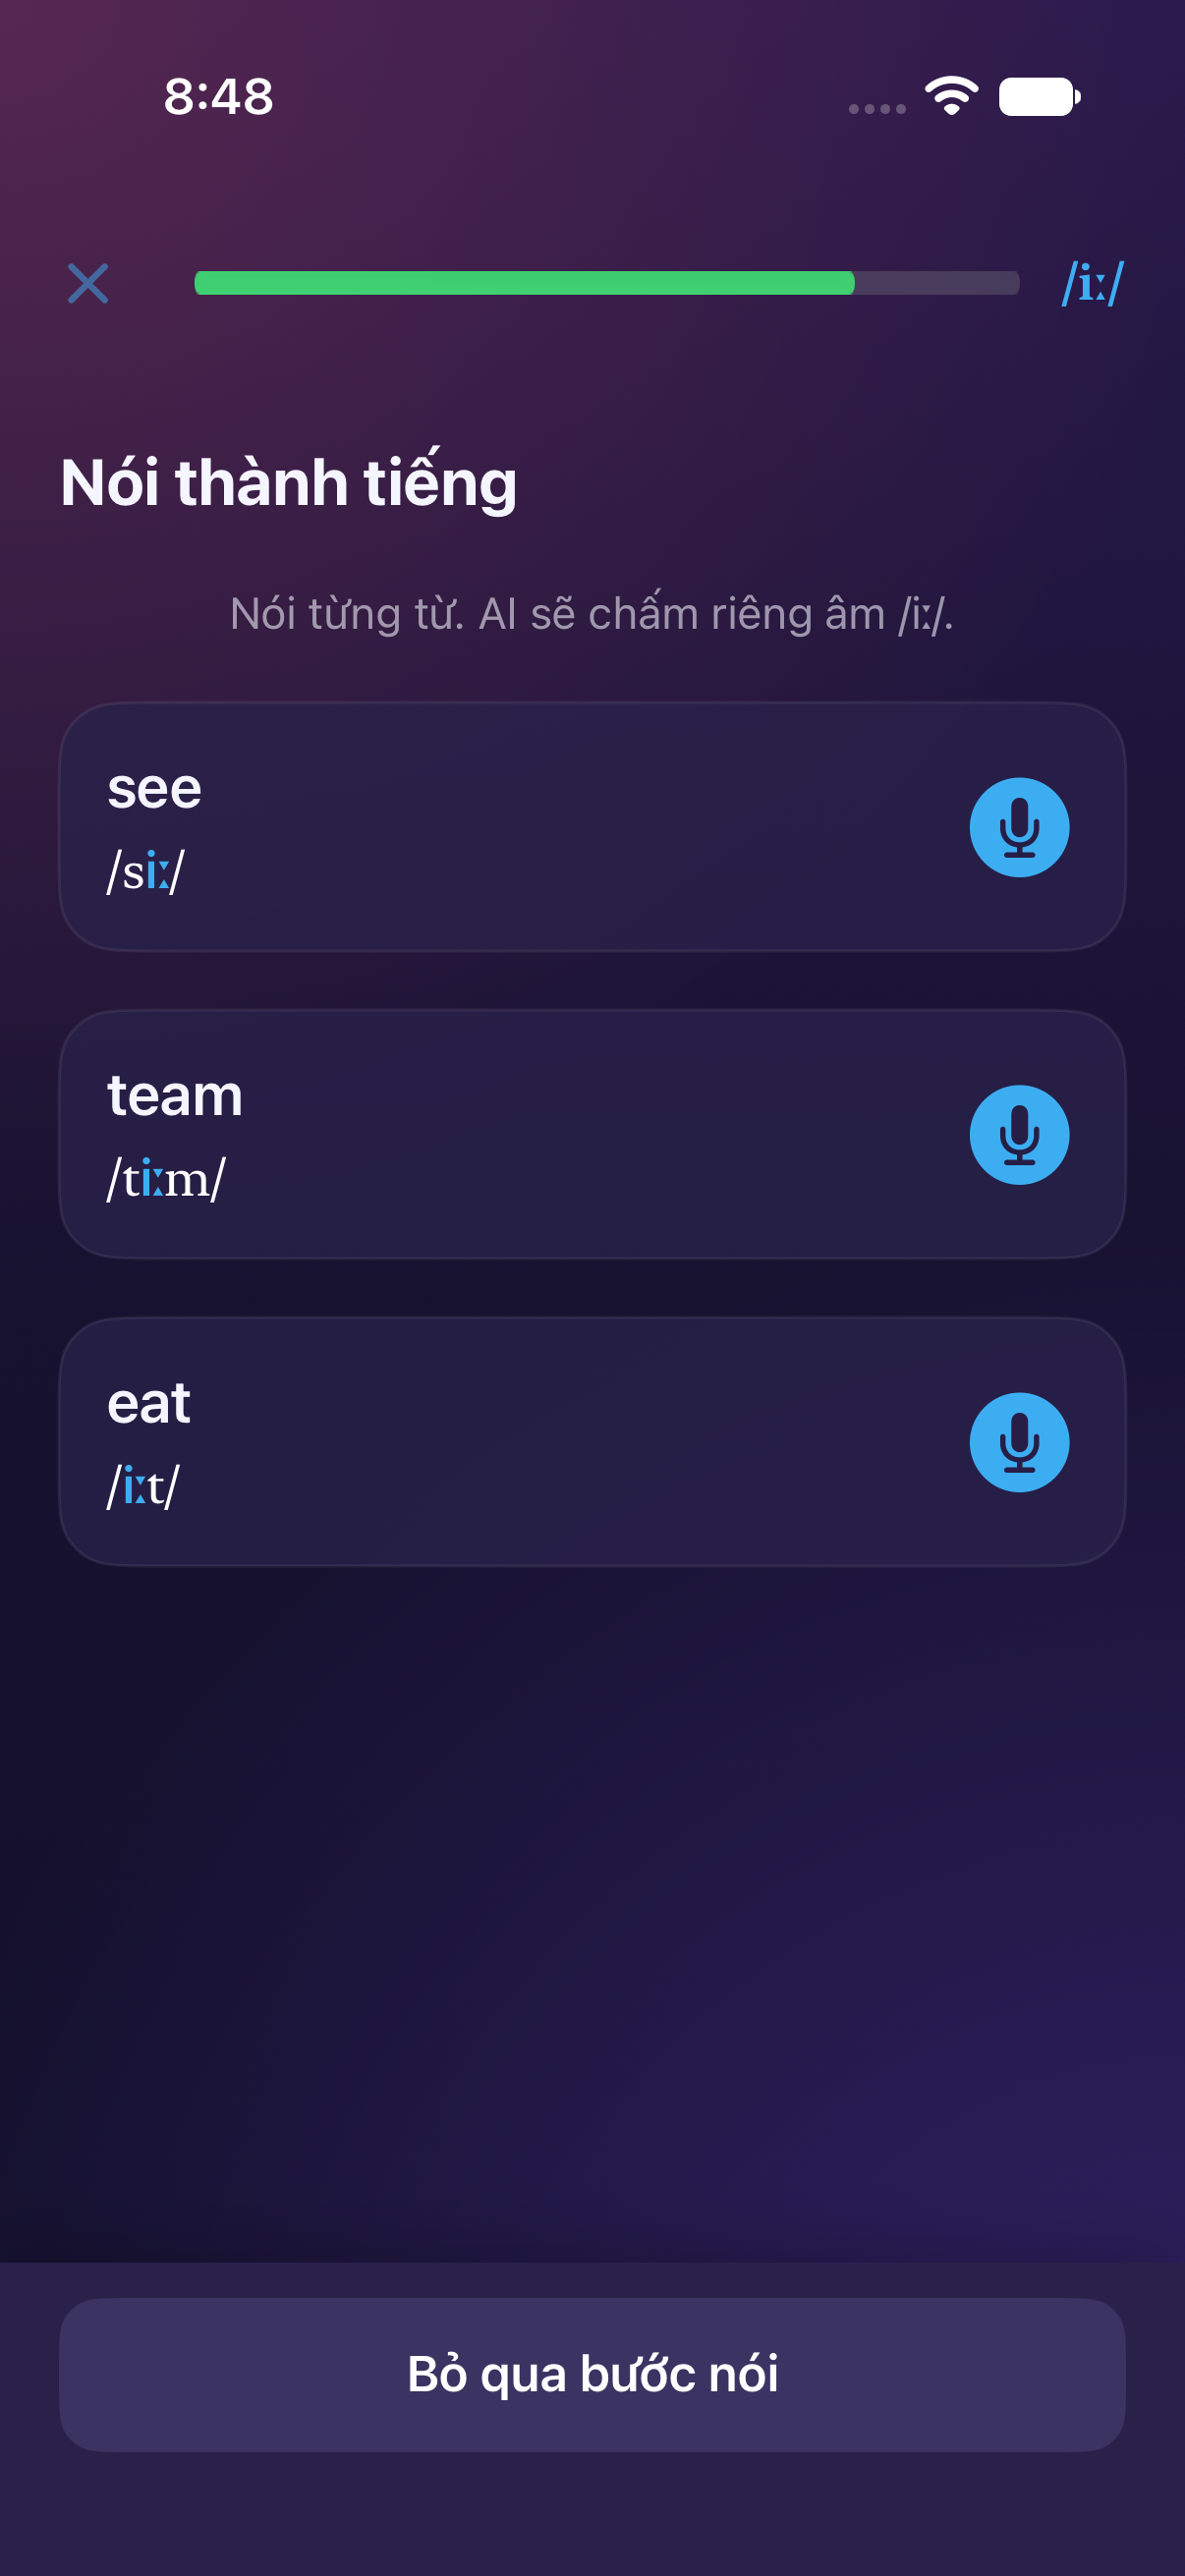 8:48
/iː/
Nói thành tiếng
Nói từng từ. AI sẽ chấm riêng âm /iː/.
see
/siː/
team
/tiːm/
eat
/iːt/
Bỏ qua bước nói